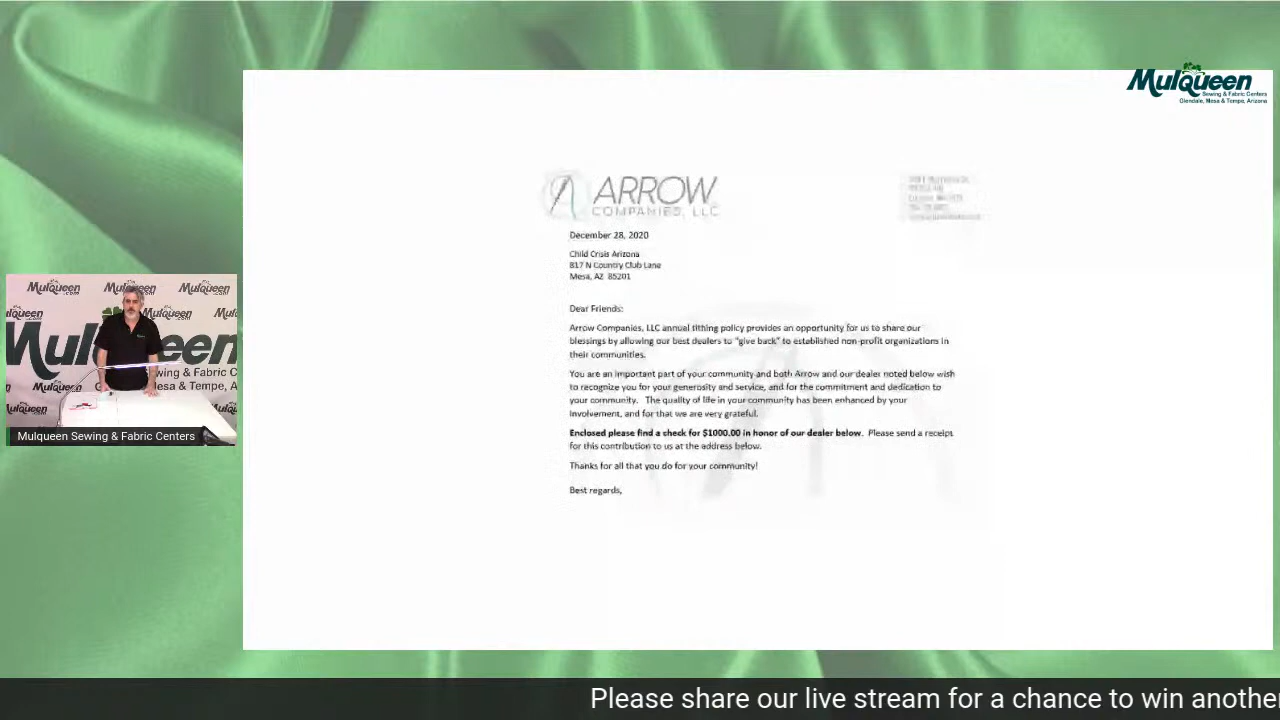 Mulqueen
Sewing & Fabric Centers
Glendale, Mesa & Tempe, Arizona
ARROW
COMPANIES, LLC
December 28, 2020
Child Crisis Arizona
817 N Country Club Lane
Mesa, AZ 85201
Dear Friends:
Arrow Companies, LLC annual tithing policy provides an opportunity for us to share our
blessings by allowing our best dealers to "give back" to established non-profit organizations in
their communities.
You are an important part of your community and both Arrow and our dealer noted below wish
to recognize you for your generosity and service, and for the commitment and dedication to
your community. The quality of life in your community has been enhanced by your
involvement, and for that we are very grateful.
Enclosed please find a check for $1000.00 in honor of our dealer below. Please send a receipt
for this contribution to us at the address below.
Thanks for all that you do for your community!
Best regards,
Mulqueen
Mulqueen
Mulqueen
Mulqueen
Mulqueen Sewing & Fabric Centers
Please share our live stream for a chance to win another